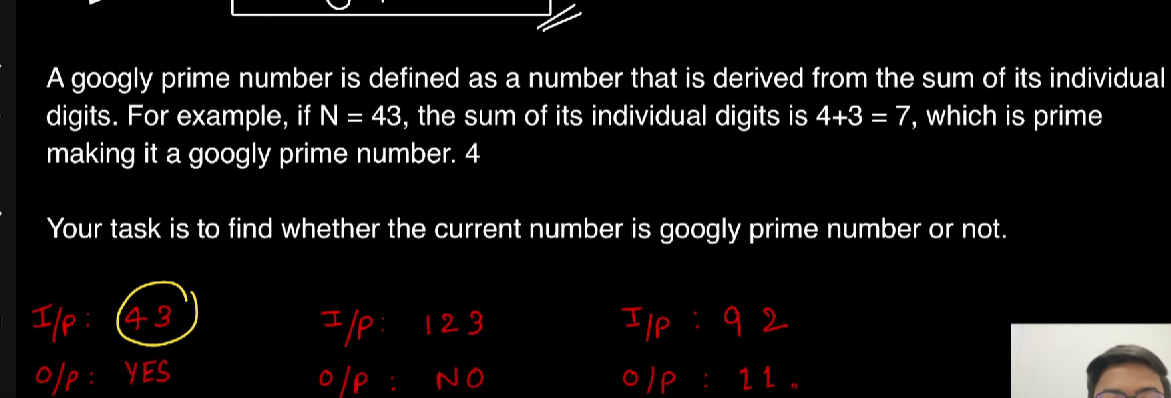 A googly prime number is defined as a number that is derived from the sum of its individual
digits. For example, if N = 43, the sum of its individual digits is 4+3 = 7, which is prime
making it a googly prime number. 4
Your task is to find whether the current number is googly prime number or not.
I/P: 43 I/P: 123 I/P: 92
O/P: YES O/P: NO O/P: 11